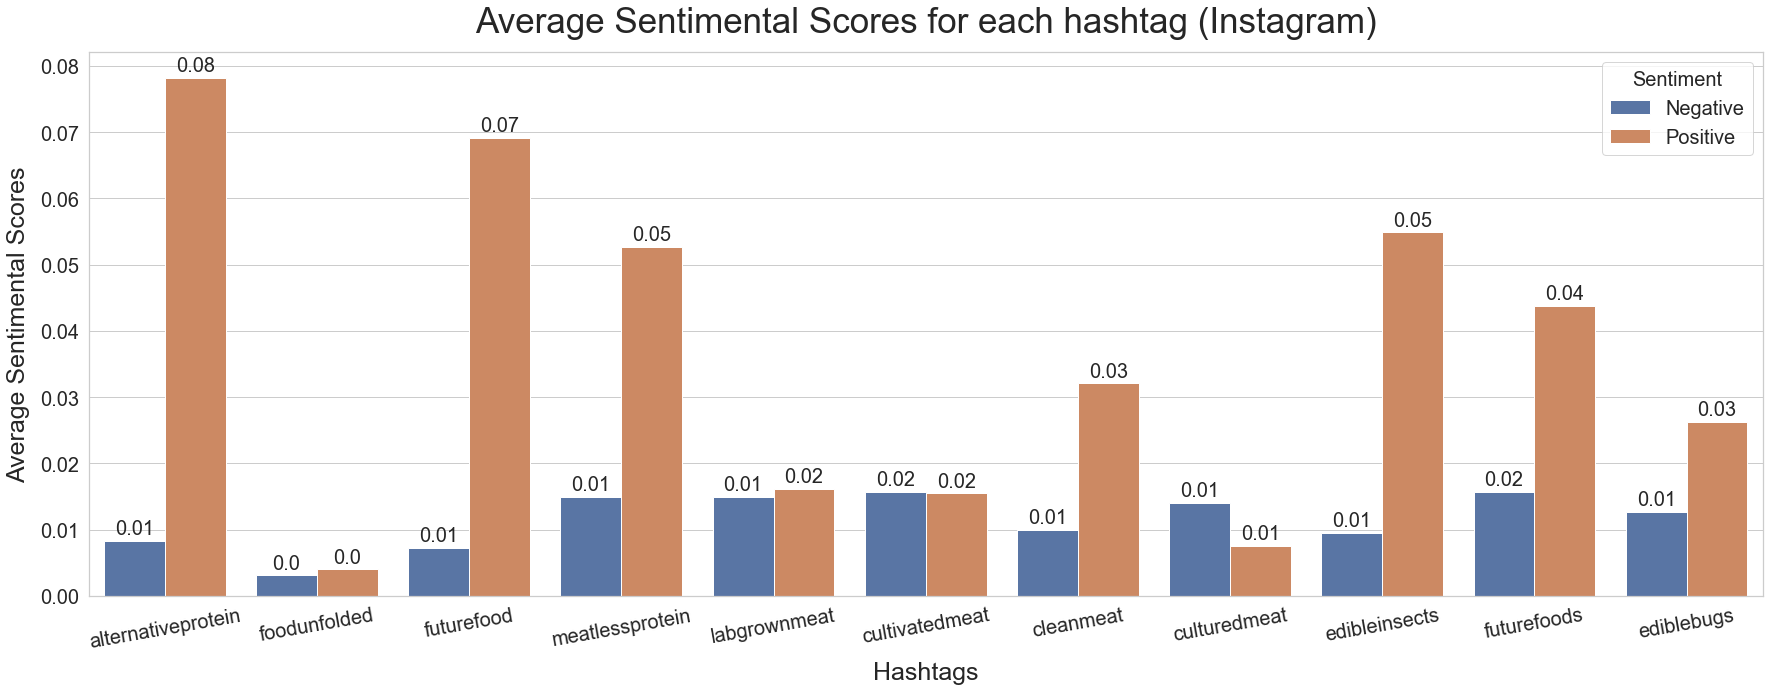 Average Sentimental Scores for each hashtag (Instagram)
Average Sentimental Scores
0.08
0.07
0.06
0.05
0.04
0.03
0.02
0.01
0.00
Sentiment
Negative
Positive
0.01 0.08
0.0 0.0
0.01 0.07
0.01 0.05
0.01 0.02
0.02 0.02
0.01 0.03
0.01 0.01
0.01 0.05
0.02 0.04
0.01 0.03
alternativeprotein foodunfolded futurefood meatlessprotein labgrownmeat cultivatedmeat cleanmeat culturedmeat edibleinsects futurefoods ediblebugs
Hashtags